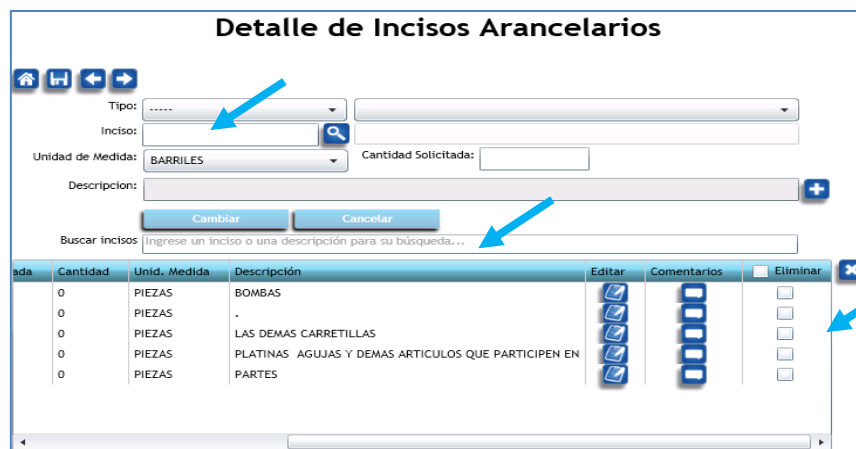 Detalle de Incisos Arancelarios
Tipo: -----
Inciso:
Unidad de Medida: BARRILES Cantidad Solicitada:
Descripcion:
Cambiar Cancelar
Buscar incisos Ingrese un inciso o una descripción para su búsqueda...
ada Cantidad Unid. Medida Descripción Editar Comentarios Eliminar
0 PIEZAS BOMBAS
0 PIEZAS .
0 PIEZAS LAS DEMAS CARRETILLAS
0 PIEZAS PLATINAS AGUJAS Y DEMAS ARTICULOS QUE PARTICIPEN EN
0 PIEZAS PARTES